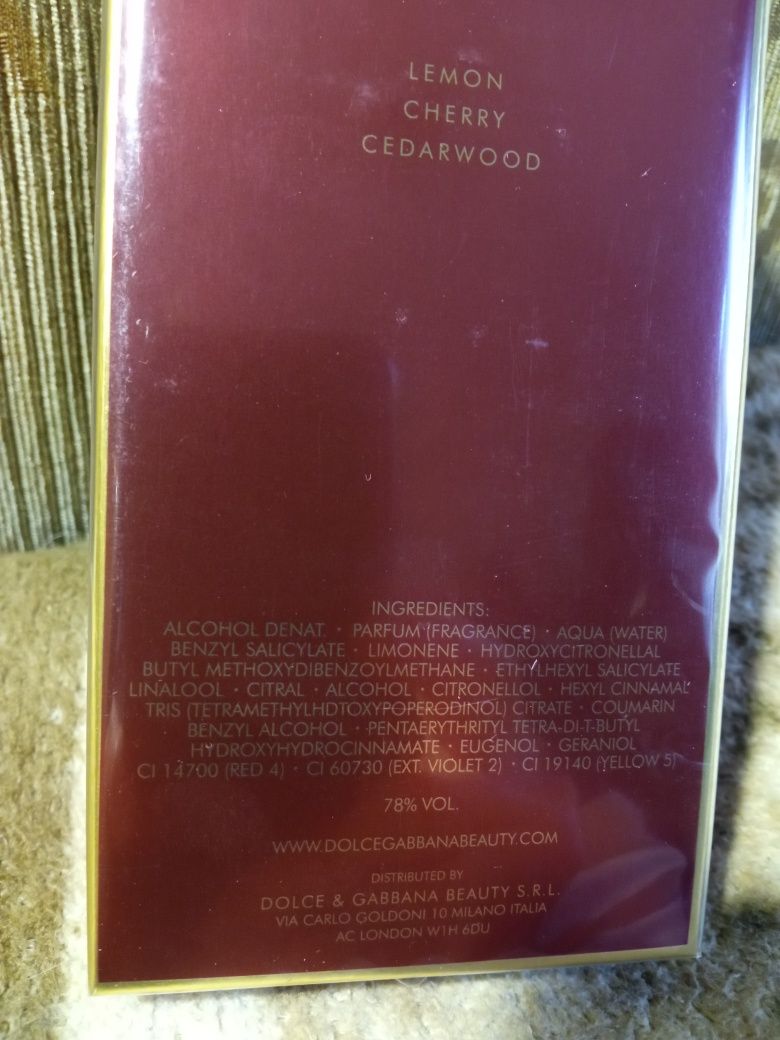 LEMON
CHERRY
CEDARWOOD
INGREDIENTS:
ALCOHOL DENAT. · PARFUM (FRAGRANCE) · AQUA (WATER)
BENZYL SALICYLATE · LIMONENE · HYDROXYCITRONELLAL
BUTYL METHOXYDIBENZOYLMETHANE · ETHYLHEXYL SALICYLATE
LINALOOL · CITRAL · ALCOHOL · CITRONELLOL · HEXYL CINNAMAL
TRIS (TETRAMETHYLHDTOXYPOPERODINOL) CITRATE · COUMARIN
BENZYL ALCOHOL · PENTAERYTHRITYL TETRA-DI-T-BUTYL
HYDROXYHYDROCINNAMATE · EUGENOL · GERANIOL
CI 14700 (RED 4) · CI 60730 (EXT. VIOLET 2) · CI 19140 (YELLOW 5)
78% VOL.
WWW.DOLCEGABBANABEAUTY.COM
DISTRIBUTED BY
DOLCE & GABBANA BEAUTY S.R.L.
VIA CARLO GOLDONI 10 MILANO ITALIA
AC LONDON W1H 6DU